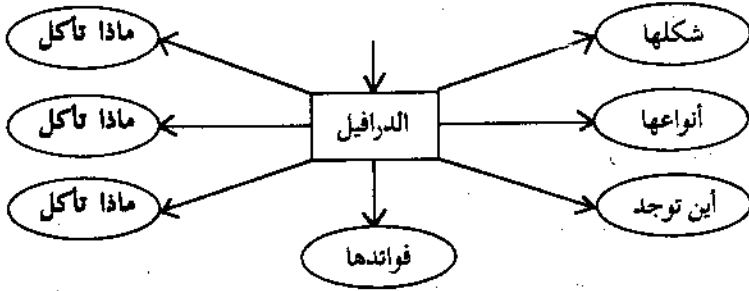 شكلها
ماذا تأكل
الدرافيل
أنواعها
ماذا تأكل
أين توجد
ماذا تأكل
فوائدها